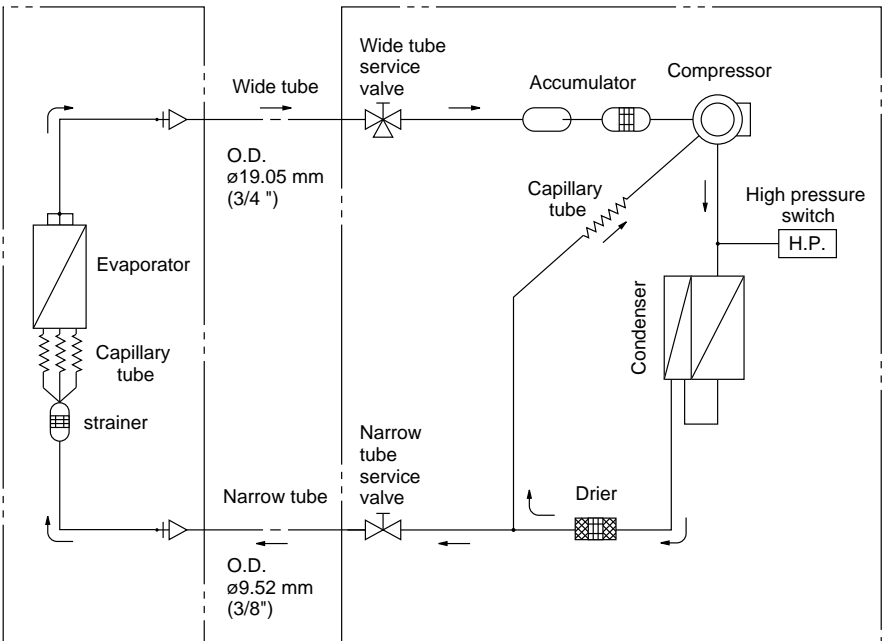 Wide tube
service
valve
Wide tube
Accumulator
Compressor
O.D.
ø19.05 mm
(3/4 ")
Capillary
tube
High pressure
switch
H.P.
Evaporator
Condenser
Capillary
tube
strainer
Narrow
tube
service
valve
Narrow tube
Drier
O.D.
ø9.52 mm
(3/8")